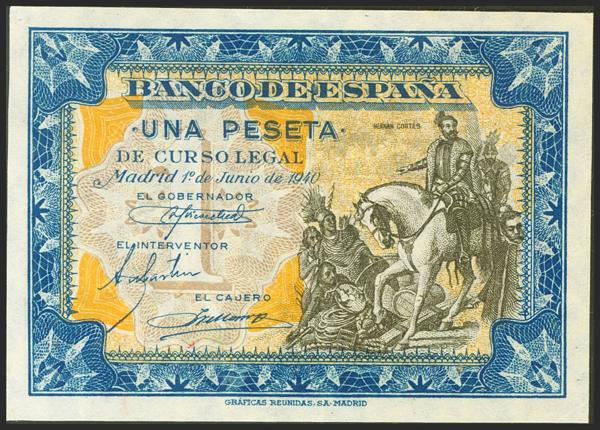 BANCO DE ESPAÑA
·UNA PESETA·
HERNAN CORTES
DE CURSO LEGAL
Madrid 1º de Junio de 1940
EL GOBERNADOR
EL INTERVENTOR
EL CAJERO
1
GRÁFICAS REUNIDAS, S.A.-MADRID